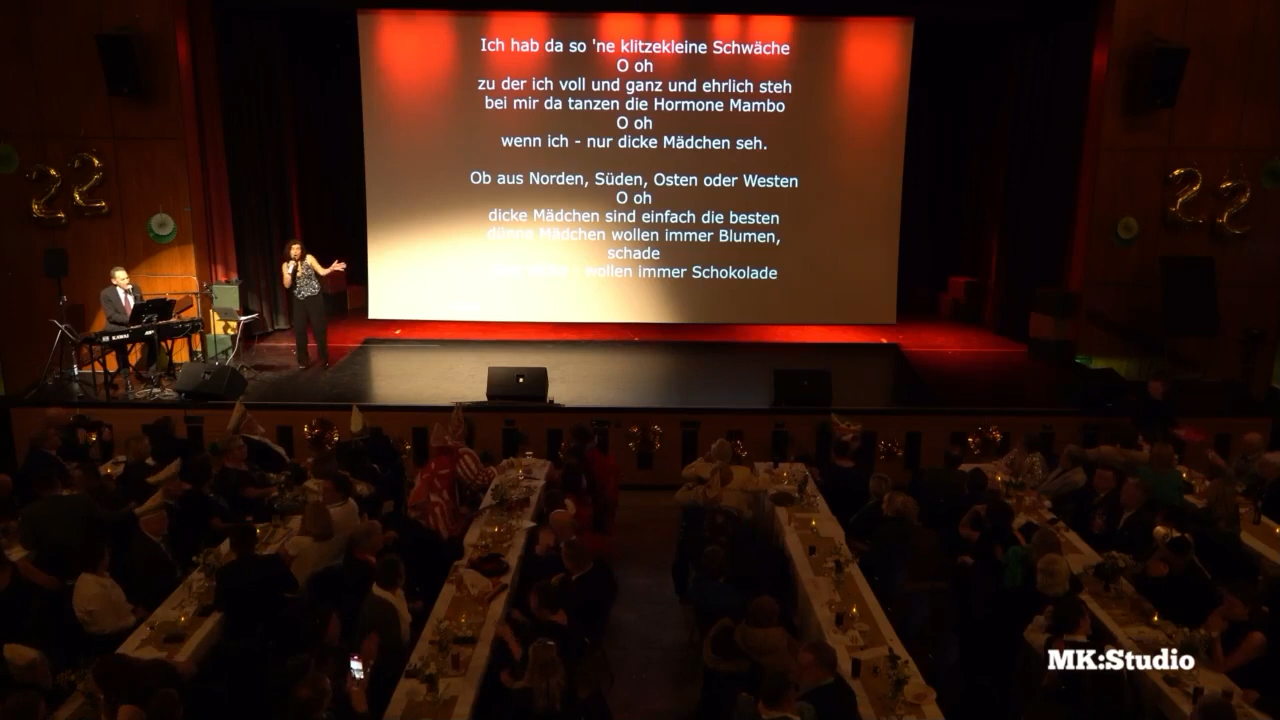 Ich hab da so 'ne klitzekleine Schwäche
O oh
zu der ich voll und ganz und ehrlich steh
bei mir da tanzen die Hormone Mambo
O oh
wenn ich - nur dicke Mädchen seh.
Ob aus Norden, Süden, Osten oder Westen
O oh
dicke Mädchen sind einfach die besten
dünne Mädchen wollen immer Blumen,
schade
wollen immer Schokolade
22
22
KAWAI
MK:Studio